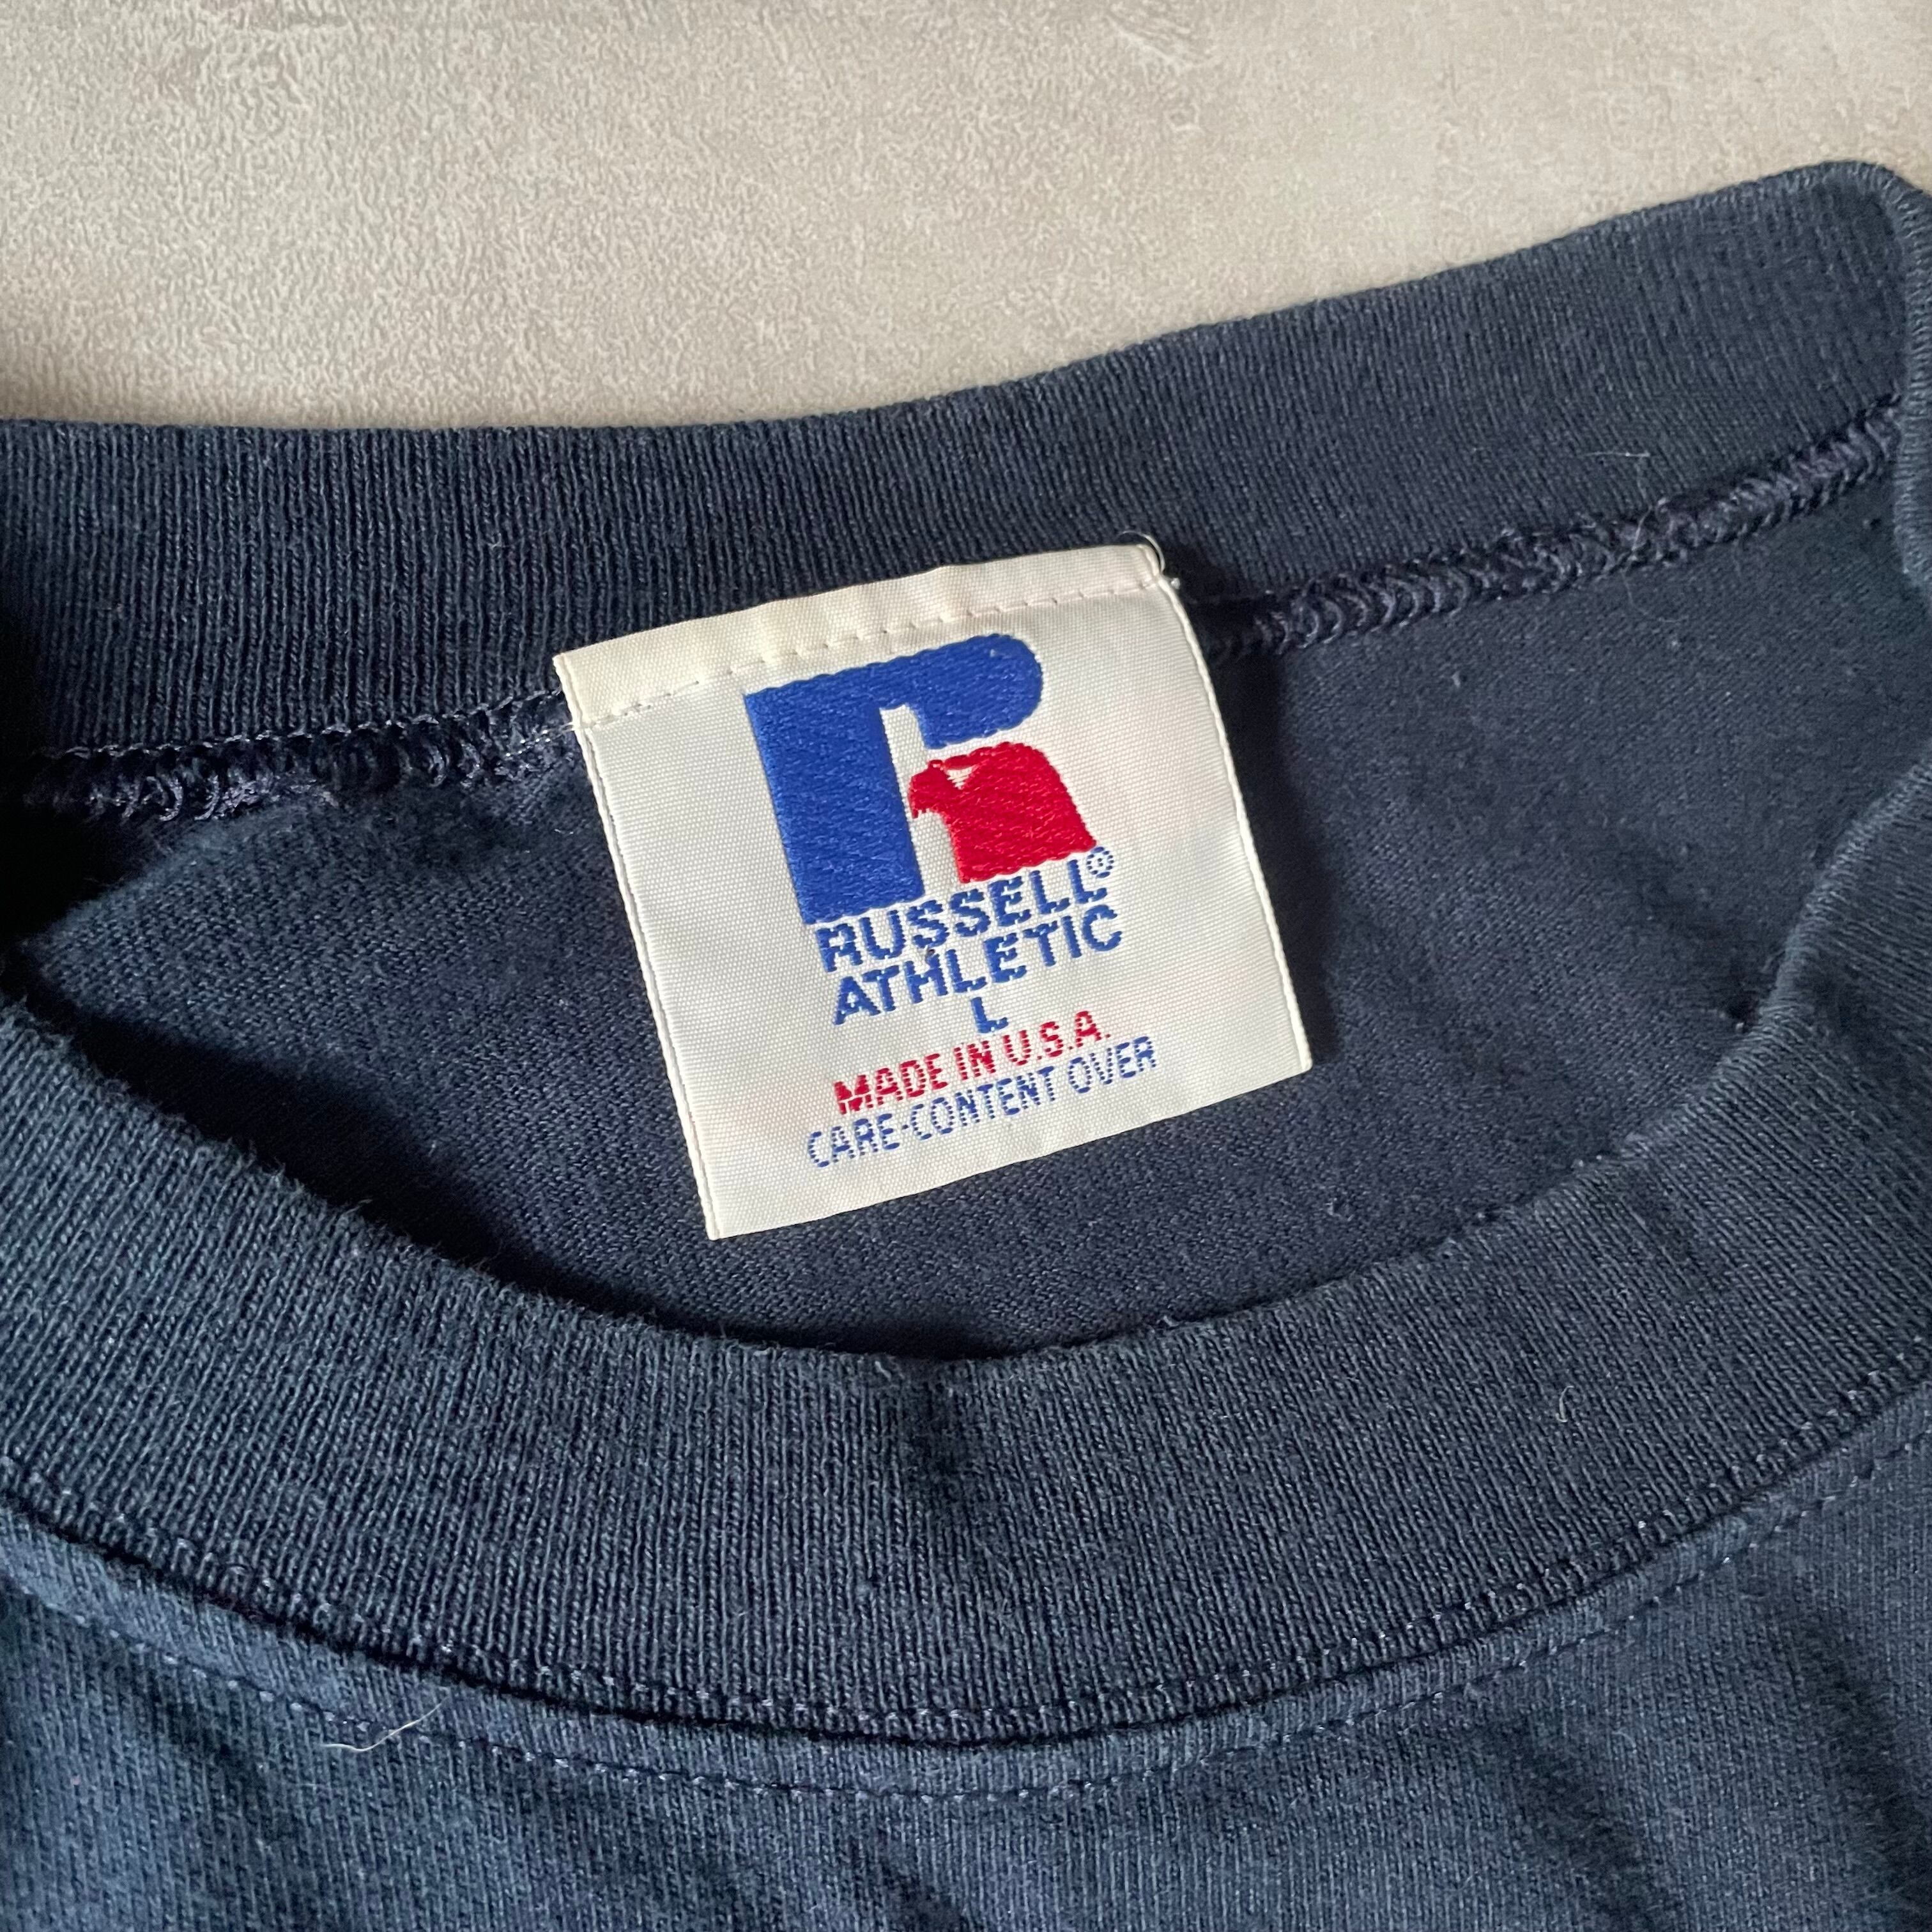 RUSSELL®
ATHLETIC
L
MADE IN U.S.A.
CARE-CONTENT OVER